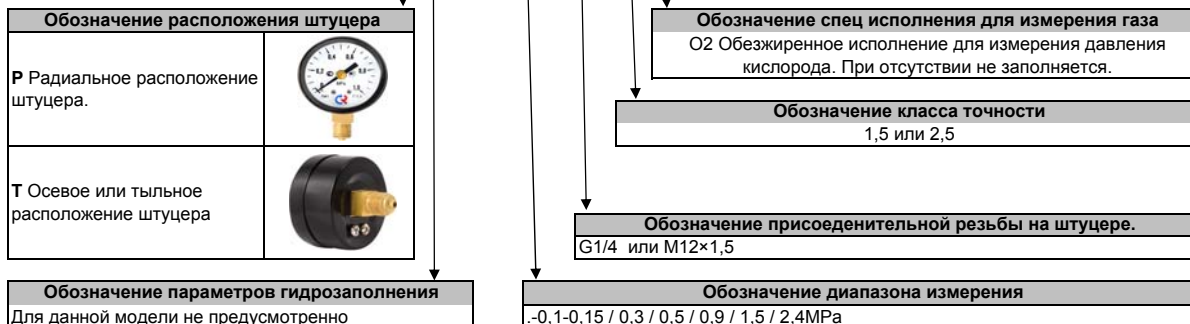 Обозначение расположения штуцера
Р Радиальное расположение
штуцера.
Т Осевое или тыльное
расположение штуцера
Обозначение параметров гидрозаполнения
Для данной модели не предусмотренно
Обозначение спец исполнения для измерения газа
О2 Обезжиренное исполнение для измерения давления
кислорода. При отсутствии не заполняется.
Обозначение класса точности
1,5 или 2,5
Обозначение присоеденительной резьбы на штуцере.
G1/4 или М12×1,5
Обозначение диапазона измерения
.-0,1-0,15 / 0,3 / 0,5 / 0,9 / 1,5 / 2,4MPa